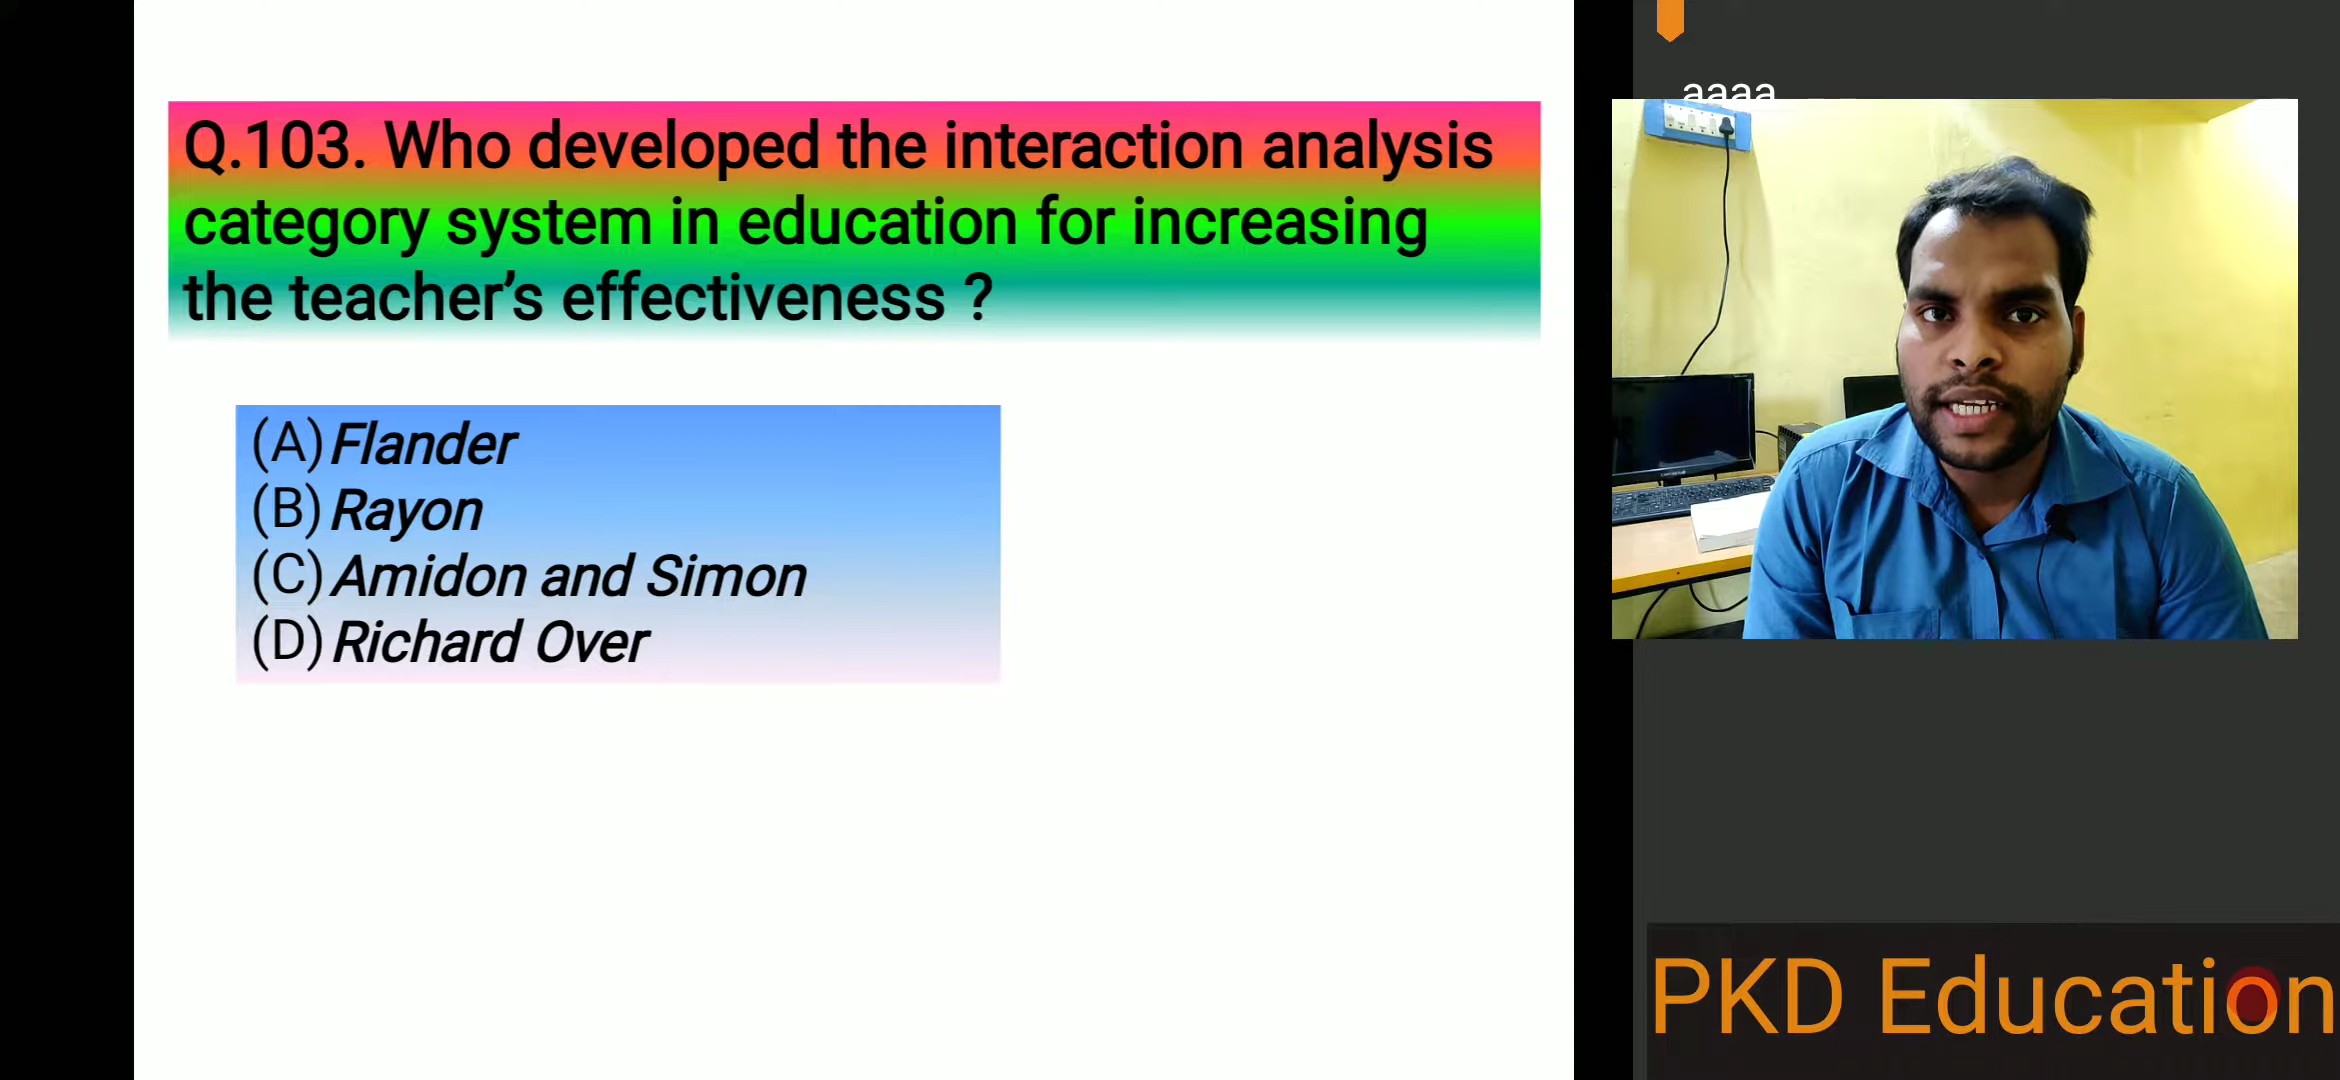 Q.103. Who developed the interaction analysis
category system in education for increasing
the teacher’s effectiveness ?
(A) Flander
(B) Rayon
(C) Amidon and Simon
(D) Richard Over
aaaa
PKD Education